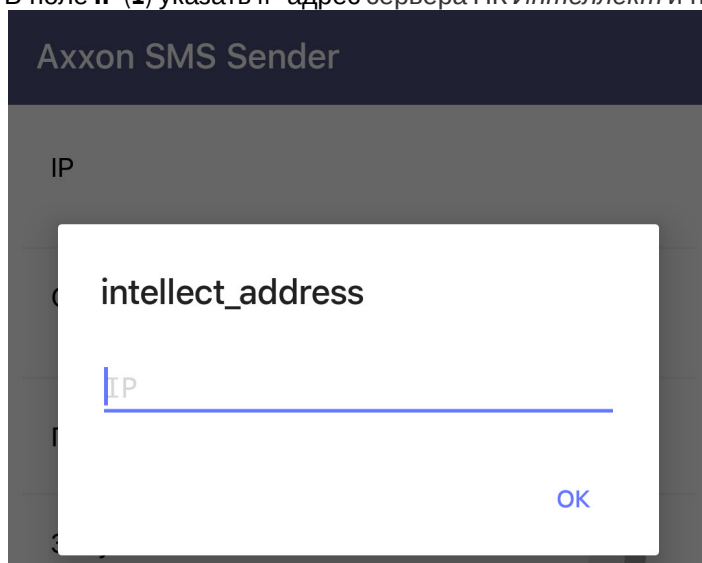 В поле IP (1) указать IP-адрес сервера ПК Интеллект и
Axxon SMS Sender
IP
intellect_address
IP
OK